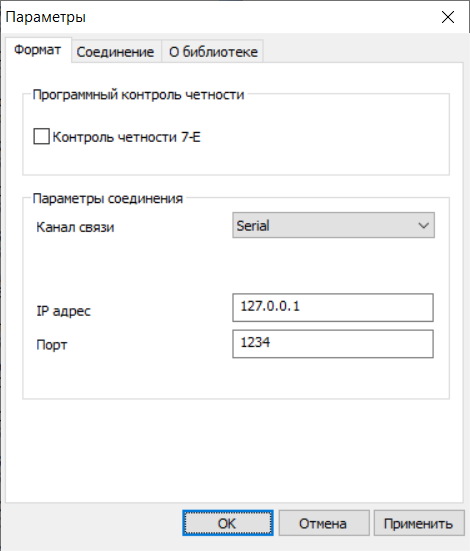 Параметры
Формат Соединение О библиотеке
Программный контроль четности
Контроль четности 7-E
Параметры соединения
Канал связи Serial
IP адрес 127.0.0.1
Порт 1234
OK Отмена Применить